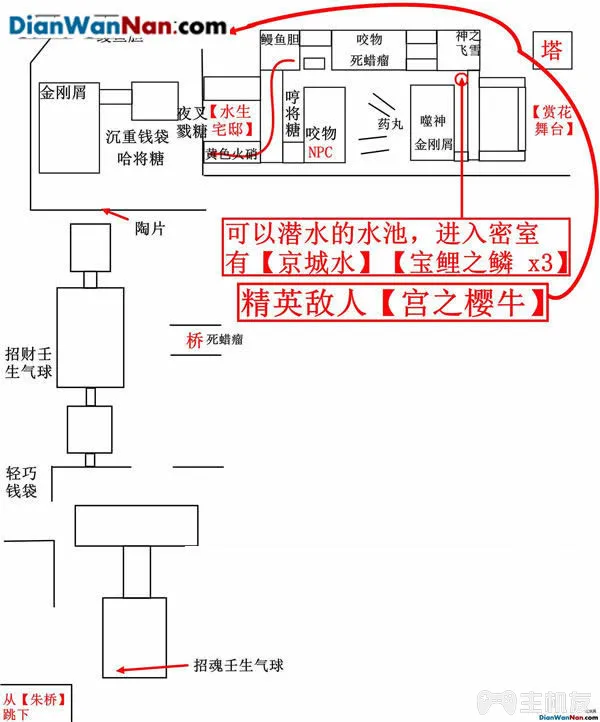 DianWanNan.com
DianWanNan.com
鳗鱼胆
咬物
死蜡瘤
神之
飞雪
塔
金刚屑
夜叉
戮糖
【水生
宅邸】
哼
将
糖
药丸
噬神
金刚屑
【赏花
舞台】
沉重钱袋
哈将糖
黄色火硝
咬物
NPC
陶片
可以潜水的水池，进入密室
有【京城水】【宝鲤之鳞 x3】
精英敌人【宫之樱牛】
桥 死蜡瘤
招财壬
生气球
轻巧
钱袋
招魂壬生气球
从【朱桥】
跳下
主机友
DianWanNan.com